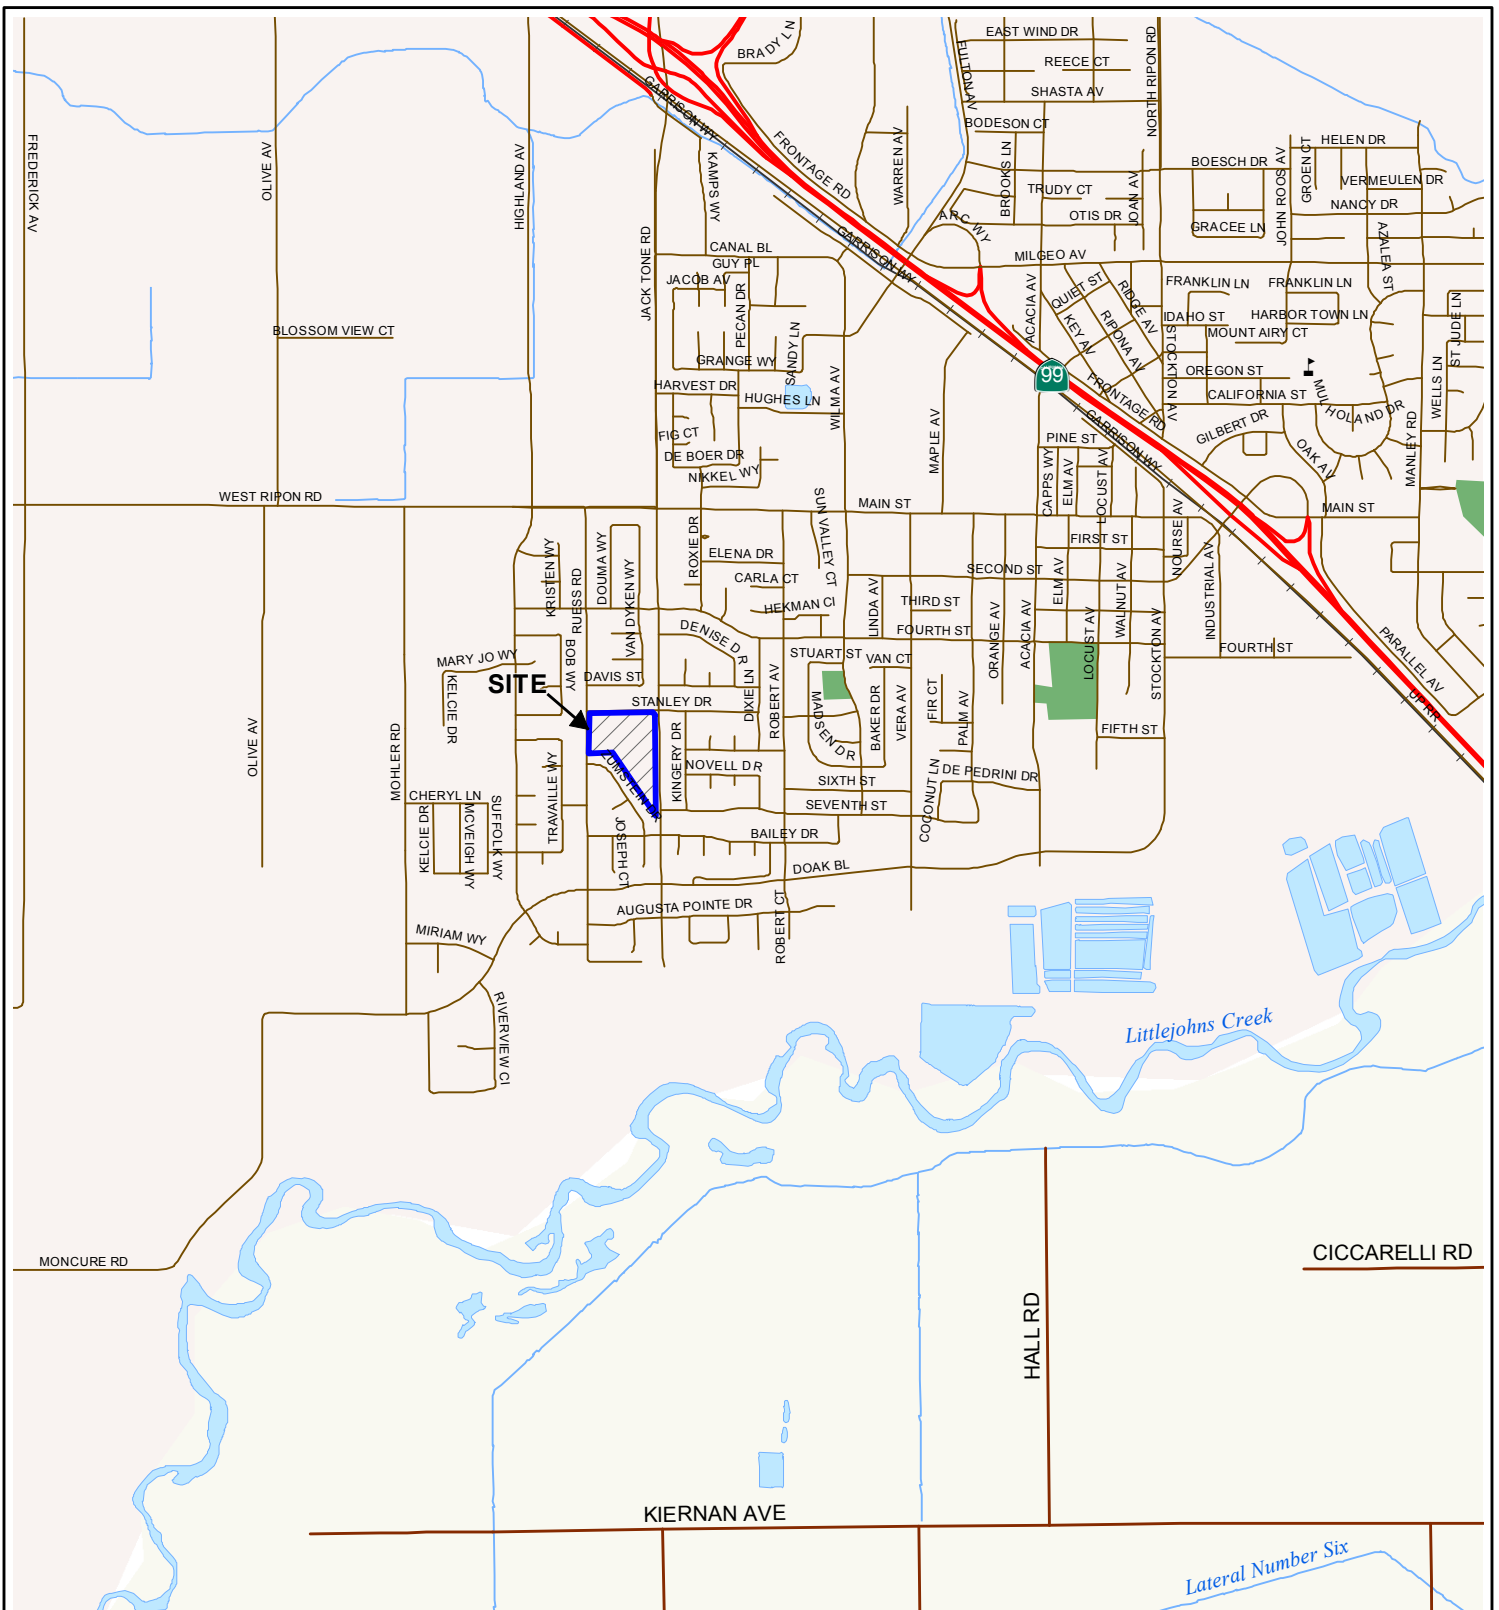 EAST WIND DR
BRADY LN
FULTON AV
REECE CT
NORTH RIPON RD
SHASTA AV
GARRISON WY
BODESON CT
FREDERICK AV
OLIVE AV
HIGHLAND AV
KAMPS WY
FRONTAGE RD
WARREN AV
BROOKS LN
TRUDY CT
JOAN AV
BOESCH DR
JOHN ROOS AV
GROEN CT
HELEN DR
VERMEULEN DR
NANCY DR
OTIS DR
GRACEE LN
AZALEA ST
ARC WY
JACK TONE RD
CANAL BL
GUY PL
GARRISON WY
MILGEO AV
JACOB AV
PECAN DR
ACACIA AV
QUIET ST
RIDGE AV
FRANKLIN LN
FRANKLIN LN
IDAHO ST
HARBOR TOWN LN
ST JUDE LN
BLOSSOM VIEW CT
KEY AV
RIPONA AV
STOCKTON AV
MOUNT AIRY CT
SANDY LN
GRANGE WY
99
OREGON ST
MULHOLAND DR
WELLS LN
HARVEST DR
HUGHES LN
WILMA AV
FRONTAGE RD
CALIFORNIA ST
MAPLE AV
GARRISON WY
GILBERT DR
MANLEY RD
FIG CT
PINE ST
OAK AV
DE BOER DR
NIKKEL WY
CAPPS WY
ELM AV
LOCUST AV
WEST RIPON RD
SUN VALLEY CT
MAIN ST
MAIN ST
ROXIE DR
NOURSE AV
FIRST ST
KRISTEN WY
RUESS RD
DOUMA WY
VAN DYKEN WY
ELENA DR
CARLA CT
SECOND ST
ELM AV
WALNUT AV
INDUSTRIAL AV
HEKMAN CI
LINDA AV
THIRD ST
ORANGE AV
ACACIA AV
LOCUST AV
STOCKTON AV
DENISE DR
FOURTH ST
FOURTH ST
PARALLEL AV
BOB WY
MARY JO WY
STUART ST
VAN CT
KELCIE DR
SITE
DAVIS ST
DIXIE LN
ROBERT AV
MADSEN DR
BAKER DR
VERA AV
FIR CT
PALM AV
UPRR
STANLEY DR
OLIVE AV
MOHLER RD
KINGERY DR
FIFTH ST
TRAVAILLE WY
ZUMSTEIN DR
NOVELL DR
SIXTH ST
DE PEDRINI DR
COCONUT LN
CHERYL LN
KELCIE DR
MCVEIGH WY
SUFFOLK WY
SEVENTH ST
JOSEPH CT
BAILEY DR
DOAK BL
AUGUSTA POINTE DR
ROBERT CT
MIRIAM WY
RIVERVIEW CI
Littlejohns Creek
MONCURE RD
CICCARELLI RD
HALL RD
KIERNAN AVE
Lateral Number Six